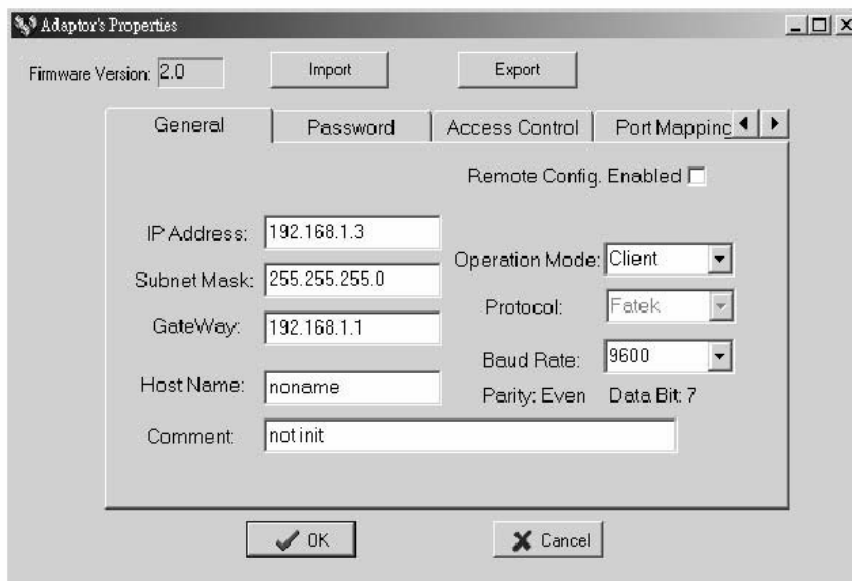 Adaptor's Properties
Firmware Version: 2.0
Import
Export
General
Password
Access Control
Port Mapping
Remote Config. Enabled
IP Address: 192.168.1.3
Subnet Mask: 255.255.255.0
GateWay: 192.168.1.1
Host Name: noname
Comment: not init
Operation Mode: Client
Protocol: Fatek
Baud Rate: 9600
Parity: Even Data Bit: 7
OK
Cancel